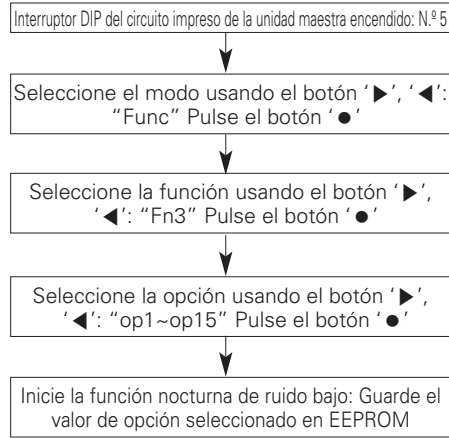 Interruptor DIP del circuito impreso de la unidad maestra encendido: N.º 5
Seleccione el modo usando el botón ‘▶’, ‘◀’:
“Func” Pulse el botón ‘●’
Seleccione la función usando el botón ‘▶’,
‘◀’: “Fn3” Pulse el botón ‘●’
Seleccione la opción usando el botón ‘▶’,
‘◀’: “op1~op15” Pulse el botón ‘●’
Inicie la función nocturna de ruido bajo: Guarde el
valor de opción seleccionado en EEPROM